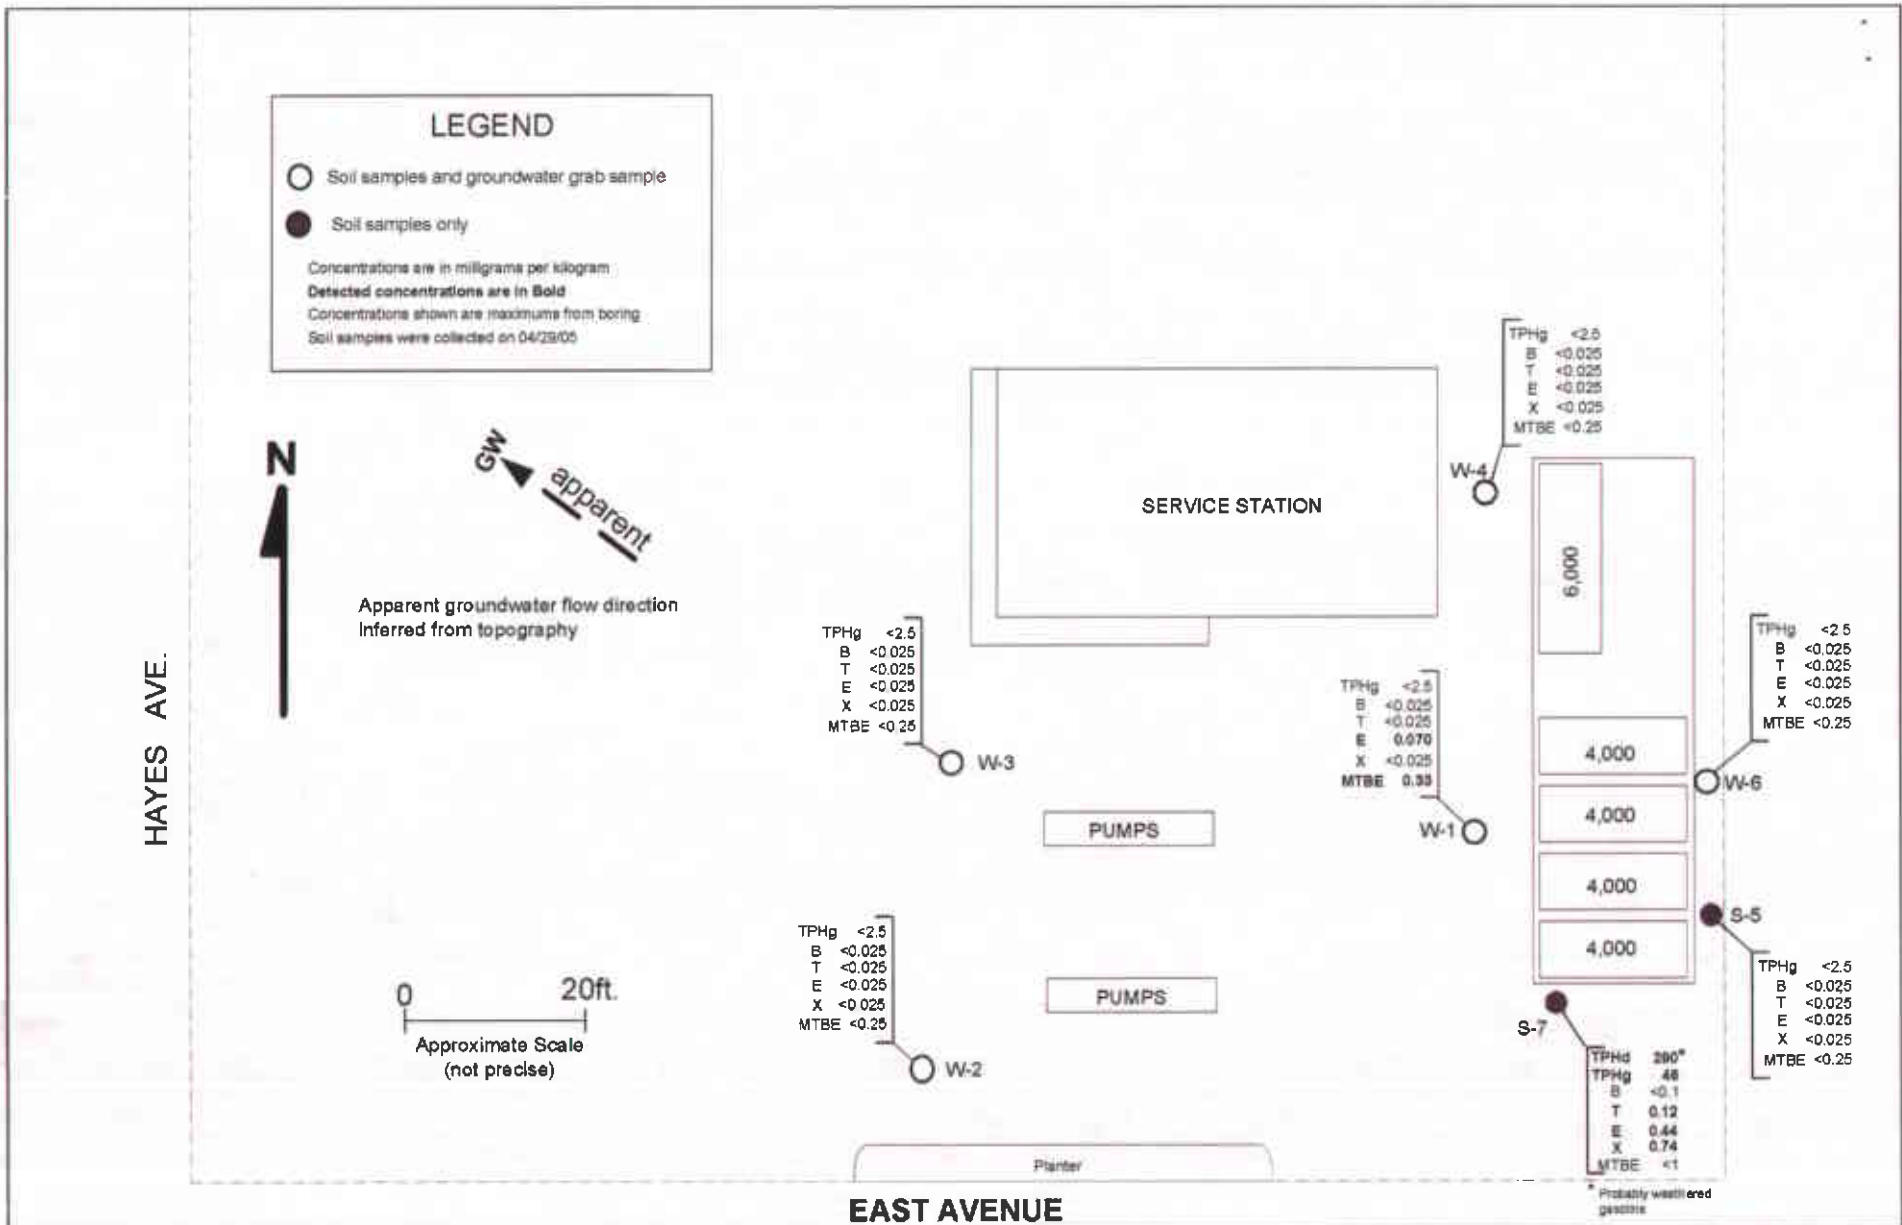 LEGEND
Soil samples and groundwater grab sample
Soil samples only
Concentrations are in milligrams per kilogram
Detected concentrations are in Bold
Concentrations shown are maximums from boring
Soil samples were collected on 04/29/05
N
GW
apparent
Apparent groundwater flow direction
Inferred from topography
HAYES AVE.
0 20ft.
Approximate Scale
(not precise)
SERVICE STATION
TPHg <2.5
B <0.025
T <0.025
E <0.025
X <0.025
MTBE <0.25
W-4
6,000
4,000
4,000
4,000
4,000
TPHg <2.5
B <0.025
T <0.025
E <0.025
X <0.025
MTBE <0.25
W-3
TPHg <2.5
B <0.025
T <0.025
E 0.070
X <0.025
MTBE 0.33
W-1
TPHg <2.5
B <0.025
T <0.025
E <0.025
X <0.025
MTBE <0.25
W-6
PUMPS
PUMPS
TPHg <2.5
B <0.025
T <0.025
E <0.025
X <0.025
MTBE <0.25
W-2
S-5
TPHg <2.5
B <0.025
T <0.025
E <0.025
X <0.025
MTBE <0.25
S-7
TPHd 290*
TPHg 46
B <0.1
T 0.12
E 0.44
X 0.74
MTBE <1
* Probably weathered
gasoline
Planter
EAST AVENUE